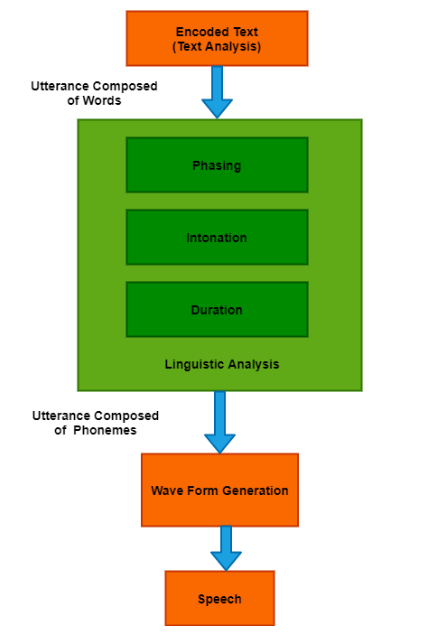 Encoded Text
(Text Analysis)
Utterance Composed
of Words
Phasing
Intonation
Duration
Linguistic Analysis
Utterance Composed
of Phonemes
Wave Form Generation
Speech